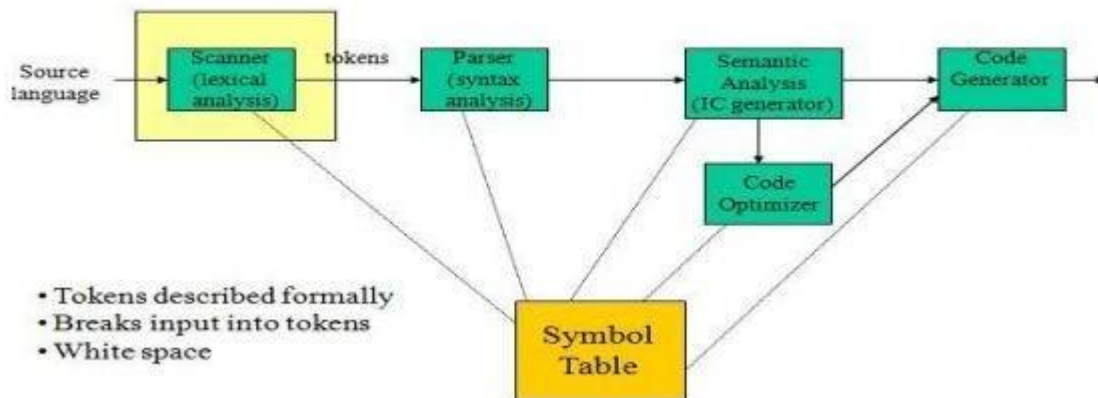 Source
language
Scanner
(lexical
analysis)
tokens
Parser
(syntax
analysis)
Semantic
Analysis
(IC generator)
Code
Generator
Code
Optimizer
• Tokens described formally
• Breaks input into tokens
• White space
Symbol
Table